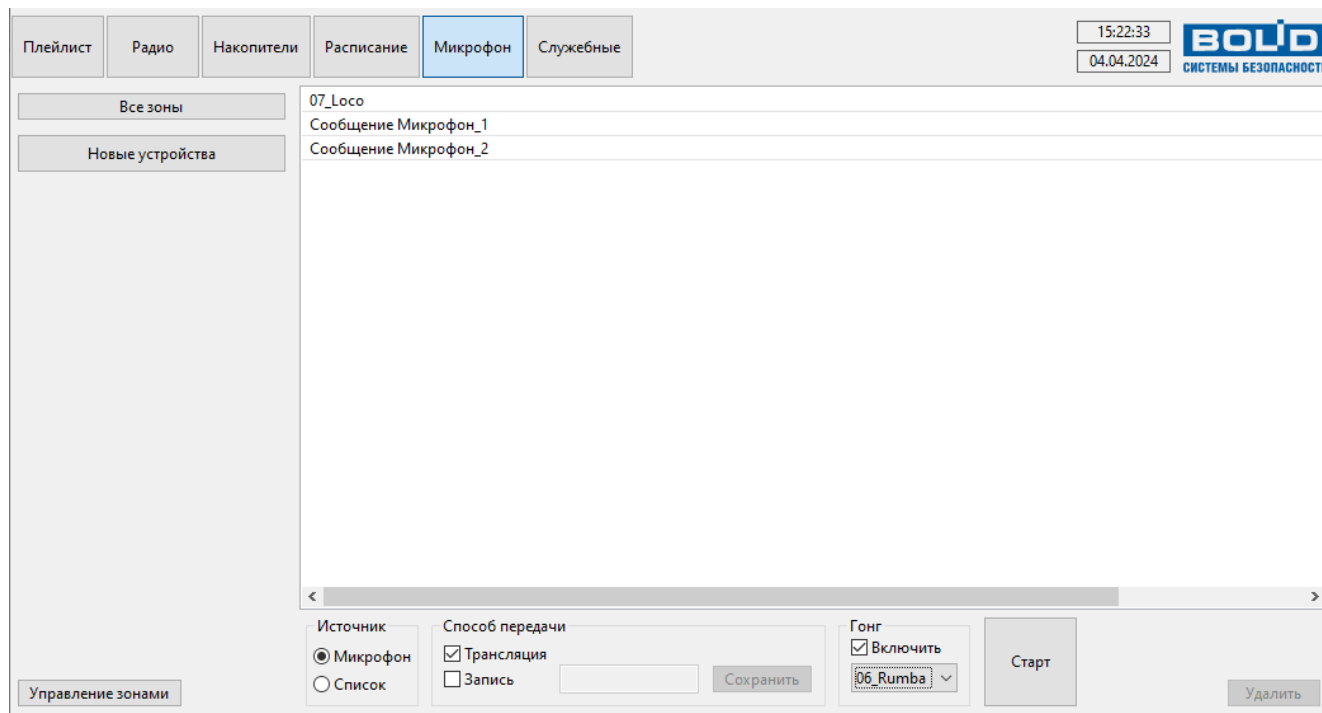 Плейлист
Радио
Накопители
Расписание
Микрофон
Служебные
15:22:33
04.04.2024
BOLID
СИСТЕМЫ БЕЗОПАСНОСТИ
Все зоны
Новые устройства
07_Loco
Сообщение Микрофон_1
Сообщение Микрофон_2
Источник
Микрофон
Список
Способ передачи
Трансляция
Запись
Сохранить
Гонг
Включить
06_Rumba
Старт
Управление зонами
Удалить